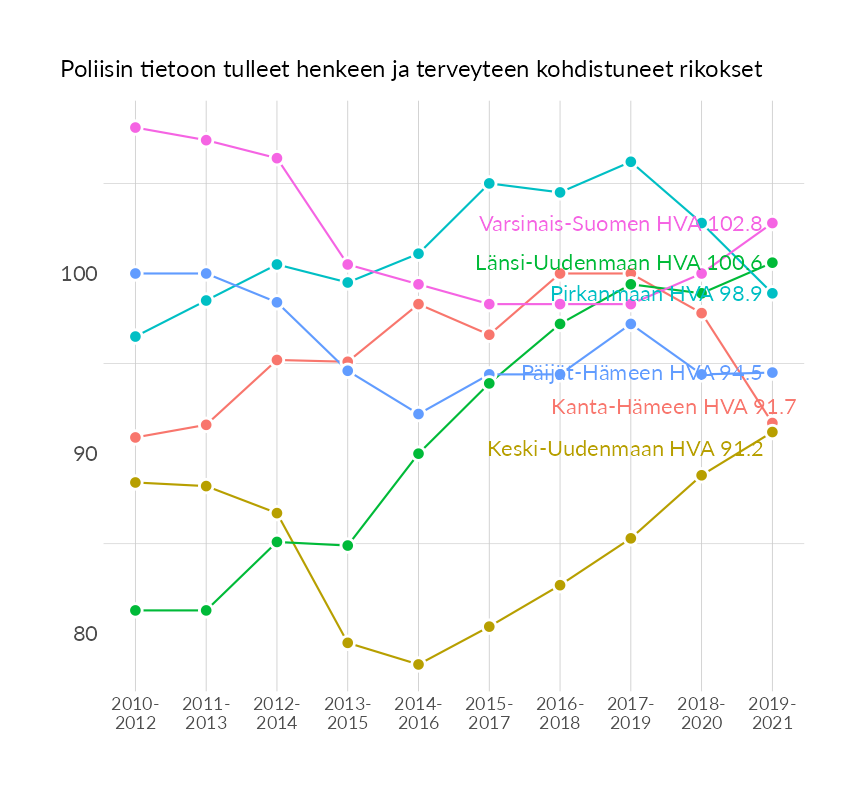 Poliisin tietoon tulleet henkeen ja terveyteen kohdistuneet rikokset
Varsinais-Suomen HVA 102.8
Länsi-Uudenmaan HVA 100.6
100
Pirkanmaan HVA 98.9
Päijät-Hämeen HVA 94.5
Kanta-Hämeen HVA 91.7
Keski-Uudenmaan HVA 91.2
90
80
2010- 2011- 2012- 2013- 2014- 2015- 2016- 2017- 2018- 2019-
2012 2013 2014 2015 2016 2017 2018 2019 2020 2021